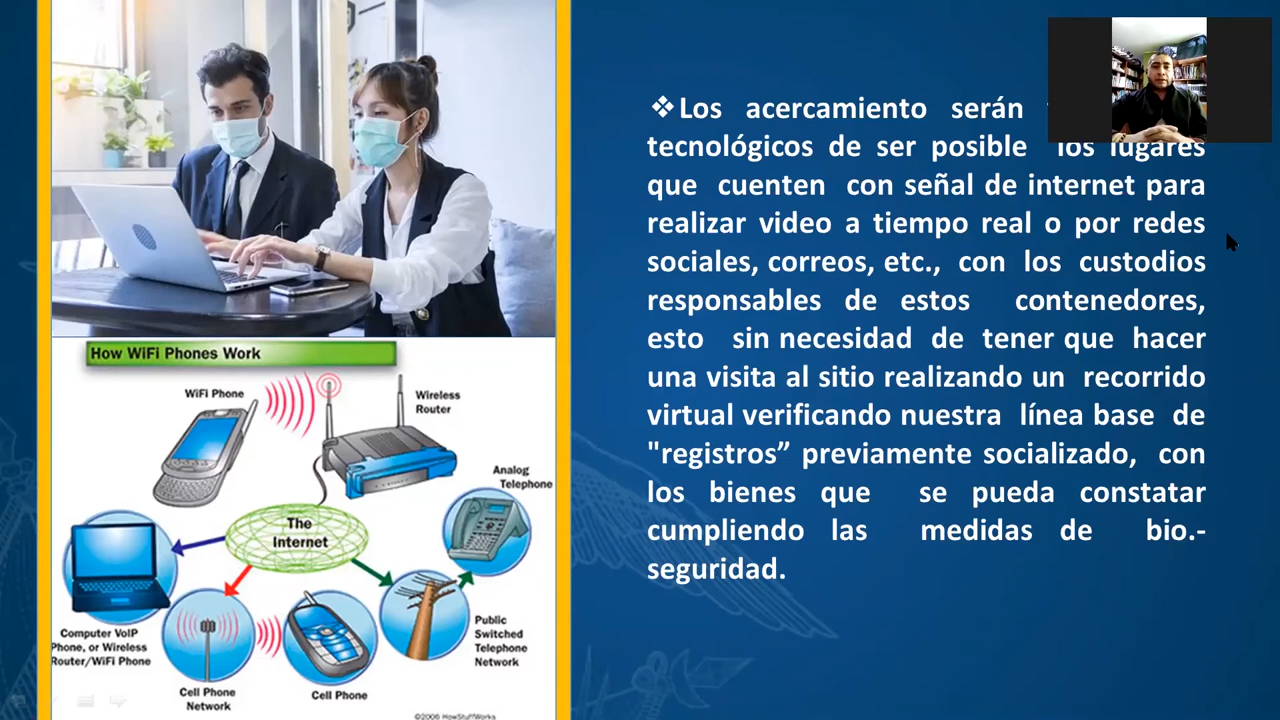 How WiFi Phones Work
WiFi Phone
Wireless
Router
Analog
Telephone
The
Internet
Computer VoIP
Phone, or Wireless
Router/WiFi Phone
Cell Phone
Network
Cell Phone
Public
Switched
Telephone
Network
©2006 HowStuffWorks
❖Los acercamiento serán
tecnológicos de ser posible los lugares
que cuenten con señal de internet para
realizar video a tiempo real o por redes
sociales, correos, etc., con los custodios
responsables de estos contenedores,
esto sin necesidad de tener que hacer
una visita al sitio realizando un recorrido
virtual verificando nuestra línea base de
"registros” previamente socializado, con
los bienes que se pueda constatar
cumpliendo las medidas de bio.-
seguridad.